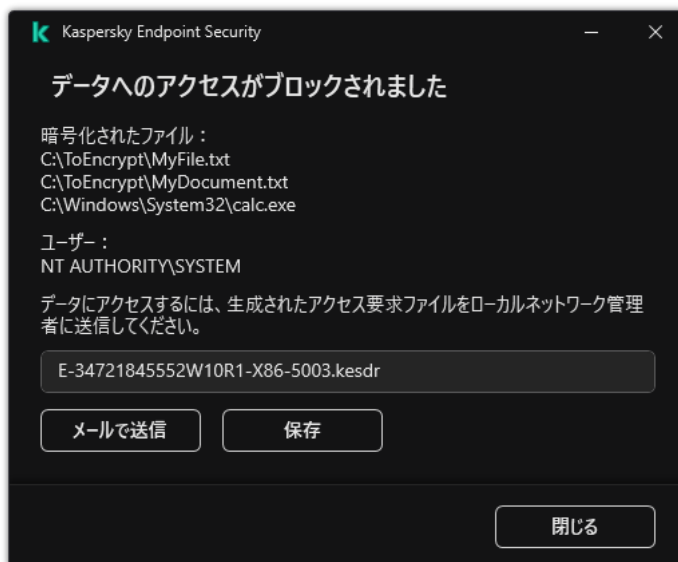 Kaspersky Endpoint Security
データへのアクセスがブロックされました
暗号化されたファイル：
C:\ToEncrypt\MyFile.txt
C:\ToEncrypt\MyDocument.txt
C:\Windows\System32\calc.exe
ユーザー：
NT AUTHORITY\SYSTEM
データにアクセスするには、生成されたアクセス要求ファイルをローカルネットワーク管理
者に送信してください。
E-34721845552W10R1-X86-5003.kesdr
メールで送信
保存
閉じる